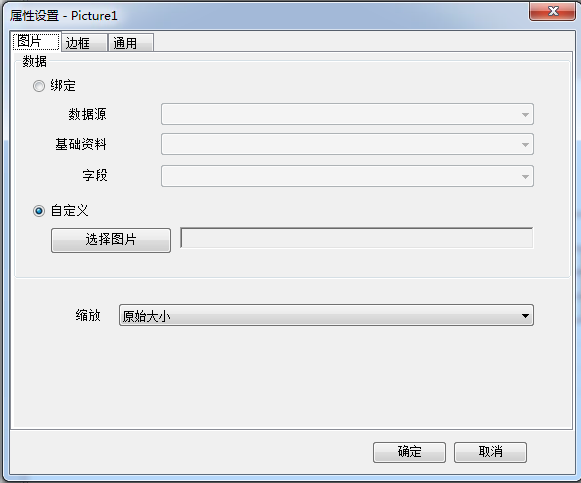 属性设置 - Picture1
图片 边框 通用
数据
绑定
数据源
基础资料
字段
自定义
选择图片
缩放 原始大小
确定 取消